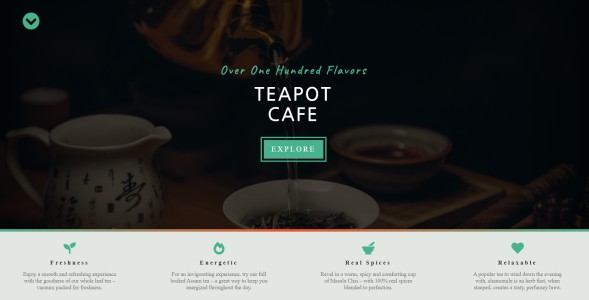 Over One Hundred Flavors
TEAPOT
CAFE
EXPLORE
Freshness
Energetic
Real Spices
Relaxable
Enjoy a smooth and refreshing experience
with the goodness of our whole leaf tea –
vacuum packed for freshness.
For an invigorating experience, try our full
bodied Assam tea – a great way to keep you
energized throughout the day.
Revel in a warm, spicy and comforting cup
of Masala Chai – with 100% real spices
blended to perfection.
A popular tea to wind down the evening
with, chamomile is an herb that, when
steeped, creates a tasty, perfumy brew.